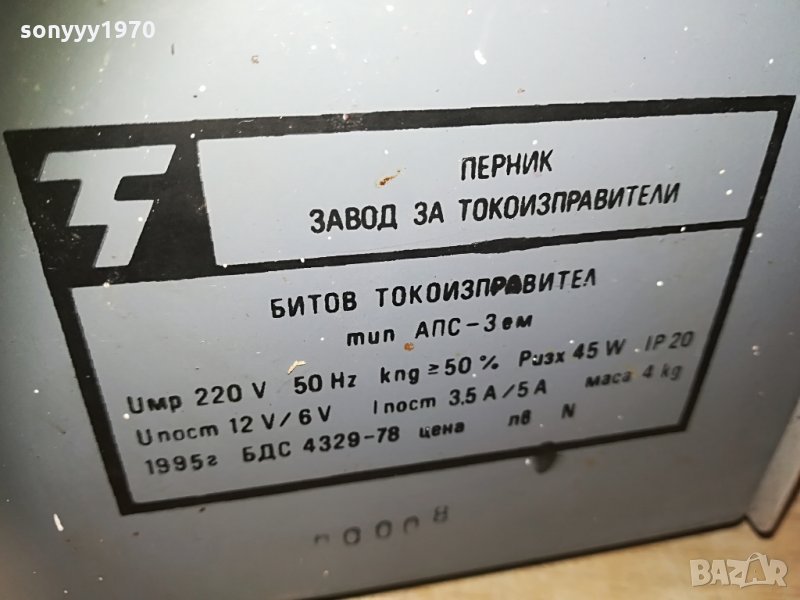 sonyyy1970
ПЕРНИК
ЗАВОД ЗА ТОКОИЗПРАВИТЕЛИ
БИТОВ ТОКОИЗПРАВИТЕЛ
тип АПС-3ем
Uмр 220 V 50 Hz kпg ≥ 50 % Pизх 45 W IP 20
Uпост 12 V / 6 V Iпост 3,5 A / 5 A маса 4 kg
1995г БДС 4329-78 цена лв N
BAZAR